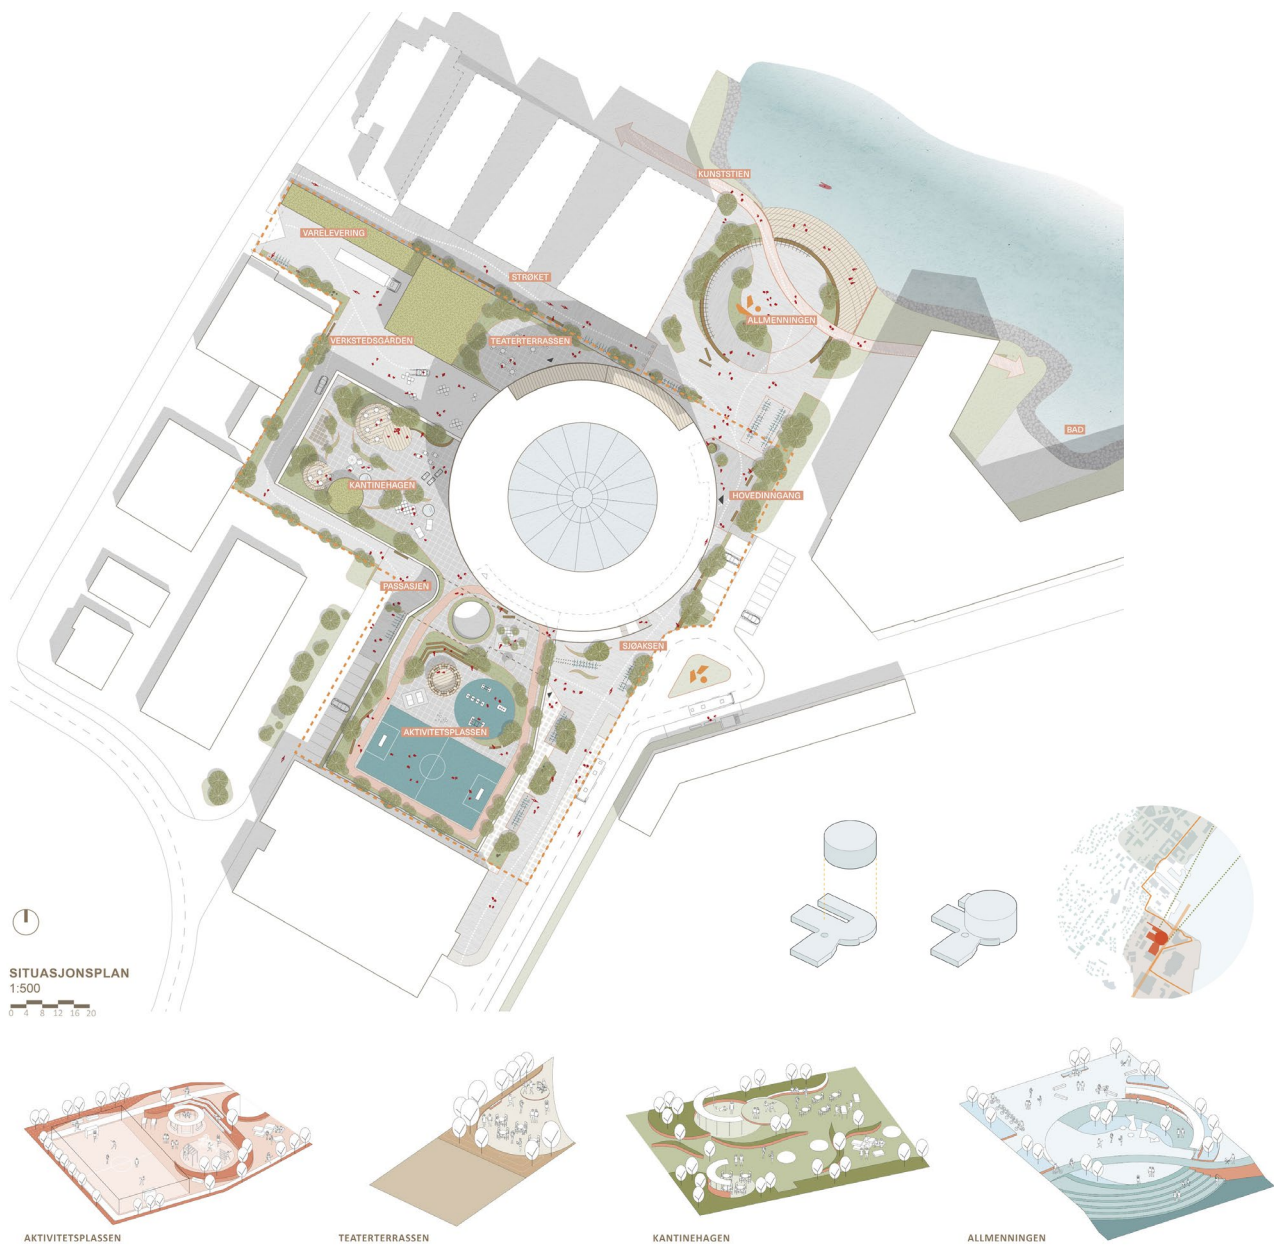 KUNSTSTIEN
VARELEVERING
STRØKET
ALLMENNINGEN
VERKSTEDSGÅRDEN
TEATERTERRASSEN
BAD
KANTINEHAGEN
HOVEDINNGANG
PASSASJEN
SJØAKSEN
AKTIVITETSPLASSEN
SITUASJONSPLAN
1:500
0 4 8 12 16 20
AKTIVITETSPLASSEN
TEATERTERRASSEN
KANTINEHAGEN
ALLMENNINGEN